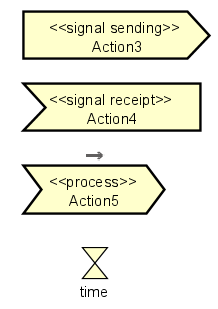 <<signal sending>>
Action3
<<signal receipt>>
Action4
<<process>>
Action5
time